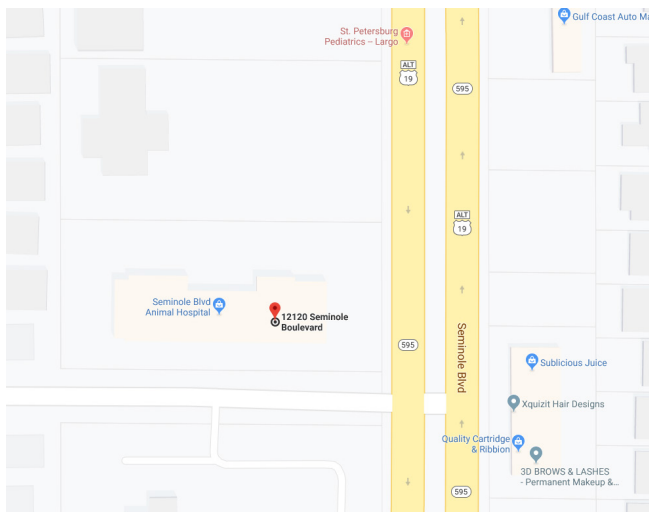 Gulf Coast Auto Ma
St. Petersburg
Pediatrics – Largo
ALT
19
595
ALT
19
Seminole Blvd
Animal Hospital
12120 Seminole
Boulevard
595
Seminole Blvd
Sublicious Juice
Xquizit Hair Designs
Quality Cartridge
& Ribbion
3D BROWS & LASHES
- Permanent Makeup &...
595